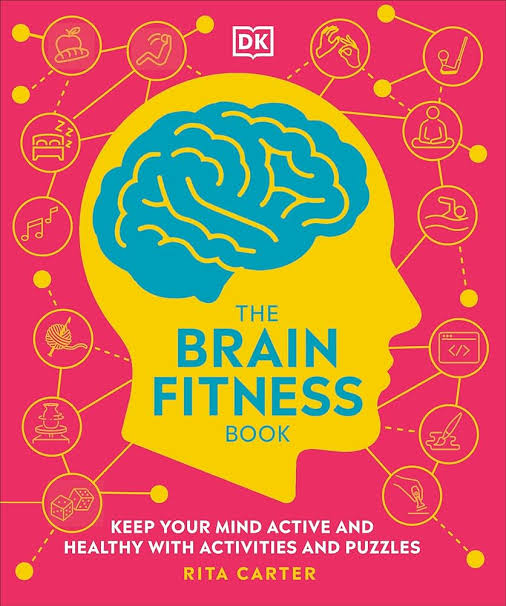 DK
THE
BRAIN
FITNESS
BOOK
KEEP YOUR MIND ACTIVE AND
HEALTHY WITH ACTIVITIES AND PUZZLES
RITA CARTER